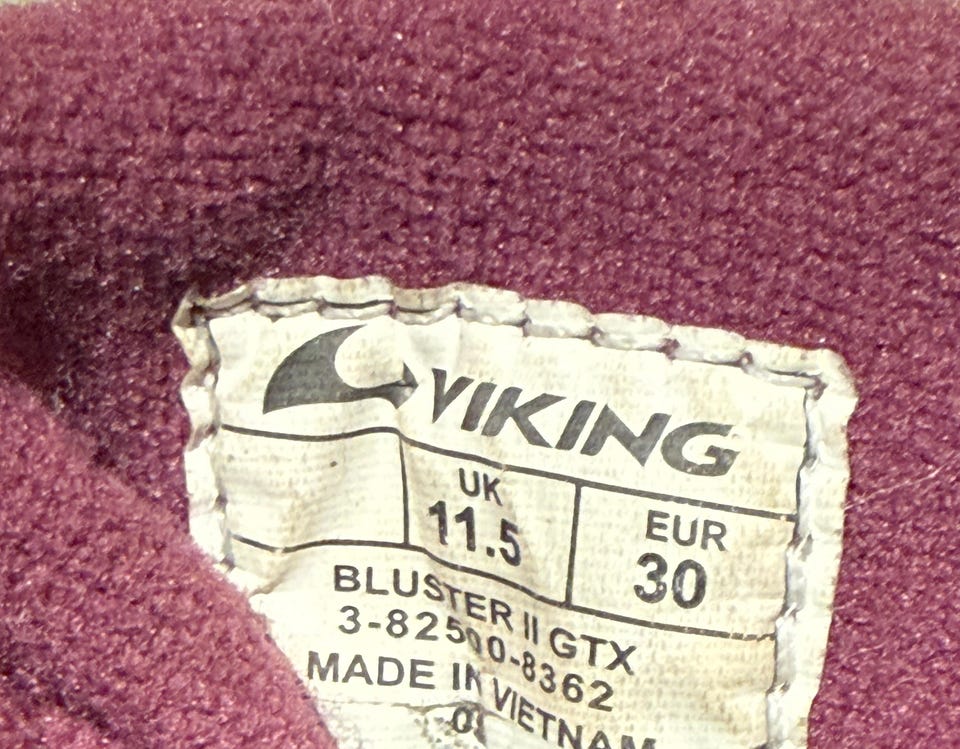 VIKING
UK EUR
11.5 30
BLUSTER II GTX
3-82500-8362
MADE IN VIETNAM